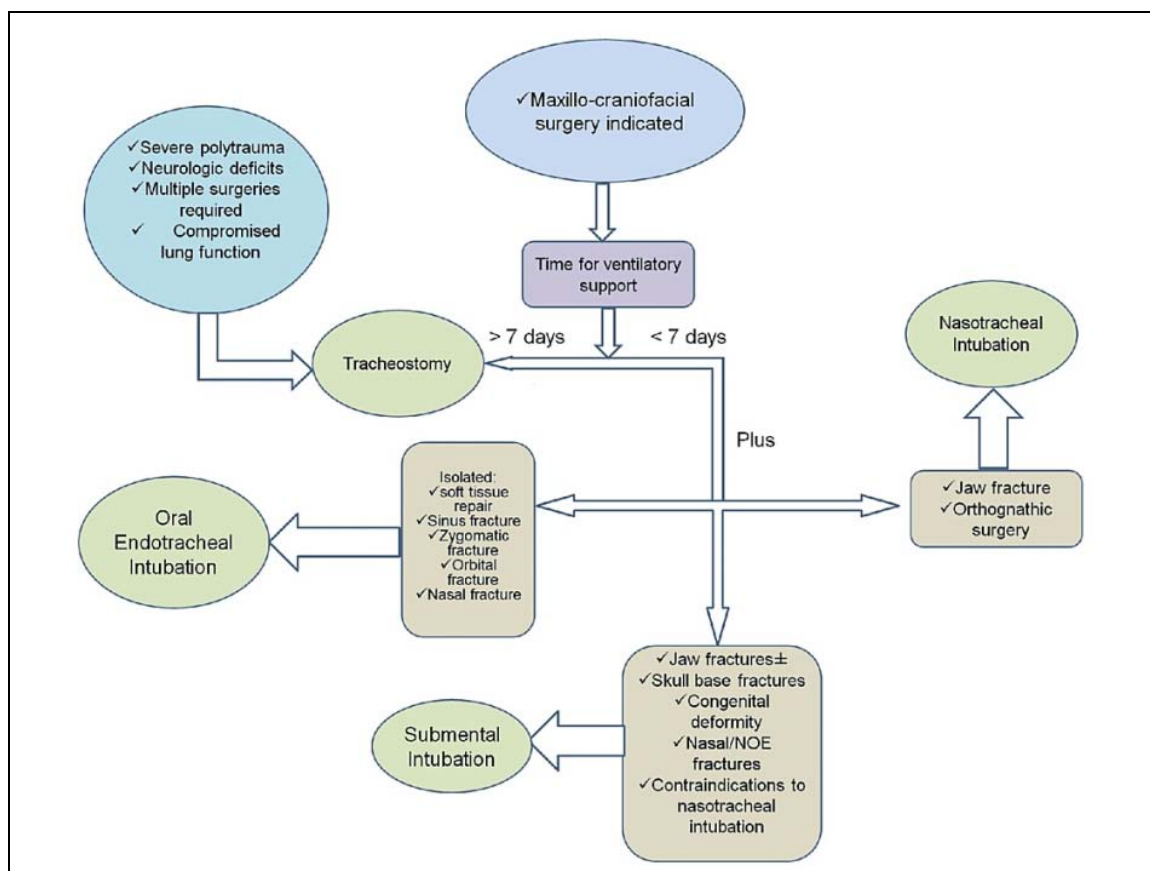 ✓Maxillo-craniofacial
surgery indicated
✓Severe polytrauma
✓Neurologic deficits
✓Multiple surgeries
required
✓ Compromised
lung function
Time for ventilatory
support
> 7 days
< 7 days
Tracheostomy
Nasotracheal
Intubation
Plus
Isolated:
✓soft tissue
repair
✓Sinus fracture
✓Zygomatic
fracture
✓Orbital
fracture
✓Nasal fracture
Oral
Endotracheal
Intubation
✓Jaw fracture
✓Orthognathic
surgery
✓Jaw fractures±
✓Skull base fractures
✓Congenital
deformity
✓Nasal/NOE
fractures
✓Contraindications to
nasotracheal
intubation
Submental
Intubation